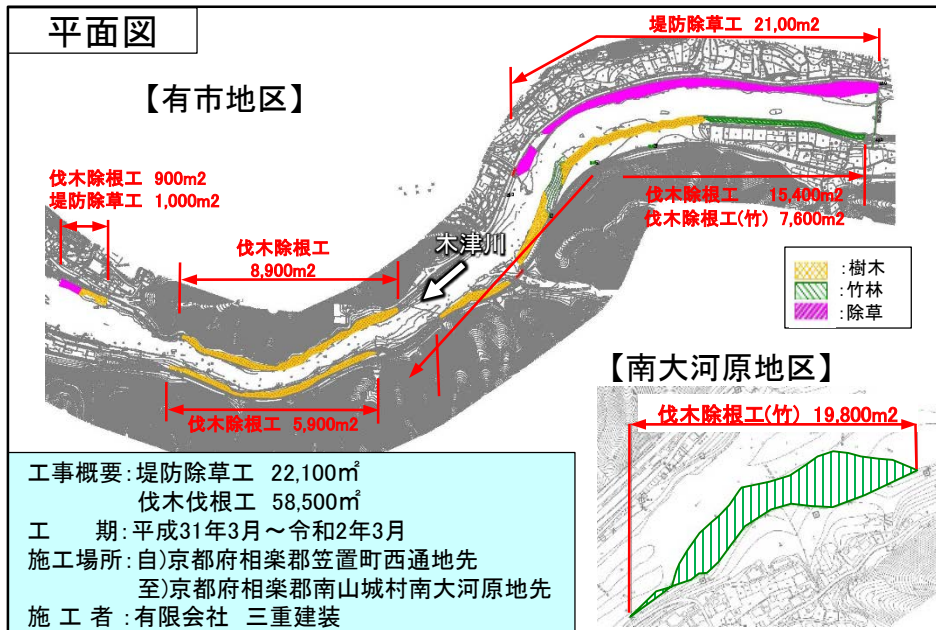 平面図
堤防除草工 21,00m2
【有市地区】
伐木除根工 900m2
堤防除草工 1,000m2
伐木除根工
8,900m2
木津川
伐木除根工 15,400m2
伐木除根工(竹) 7,600m2
:樹木
:竹林
:除草
伐木除根工 5,900m2
【南大河原地区】
伐木除根工(竹) 19,800m2
工事概要:堤防除草工 22,100㎡
伐木伐根工 58,500㎡
工 期:平成31年3月～令和2年3月
施工場所:自)京都府相楽郡笠置町西通地先
至)京都府相楽郡南山城村南大河原地先
施 工 者:有限会社 三重建装